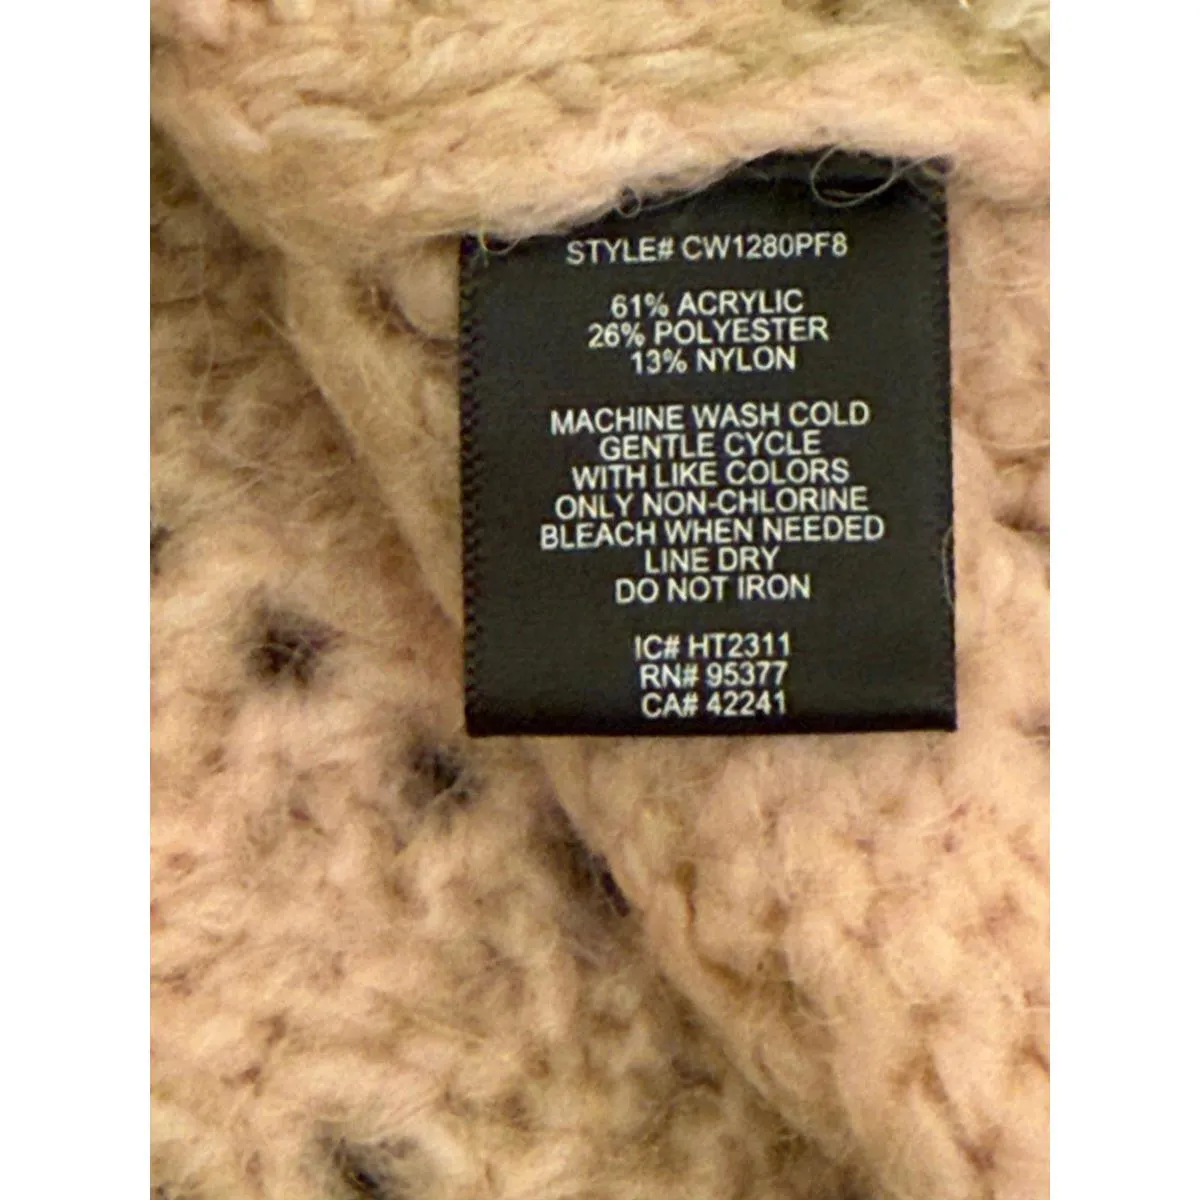 STYLE# CW1280PF8
61% ACRYLIC
26% POLYESTER
13% NYLON
MACHINE WASH COLD
GENTLE CYCLE
WITH LIKE COLORS
ONLY NON-CHLORINE
BLEACH WHEN NEEDED
LINE DRY
DO NOT IRON
IC# HT2311
RN# 95377
CA# 42241